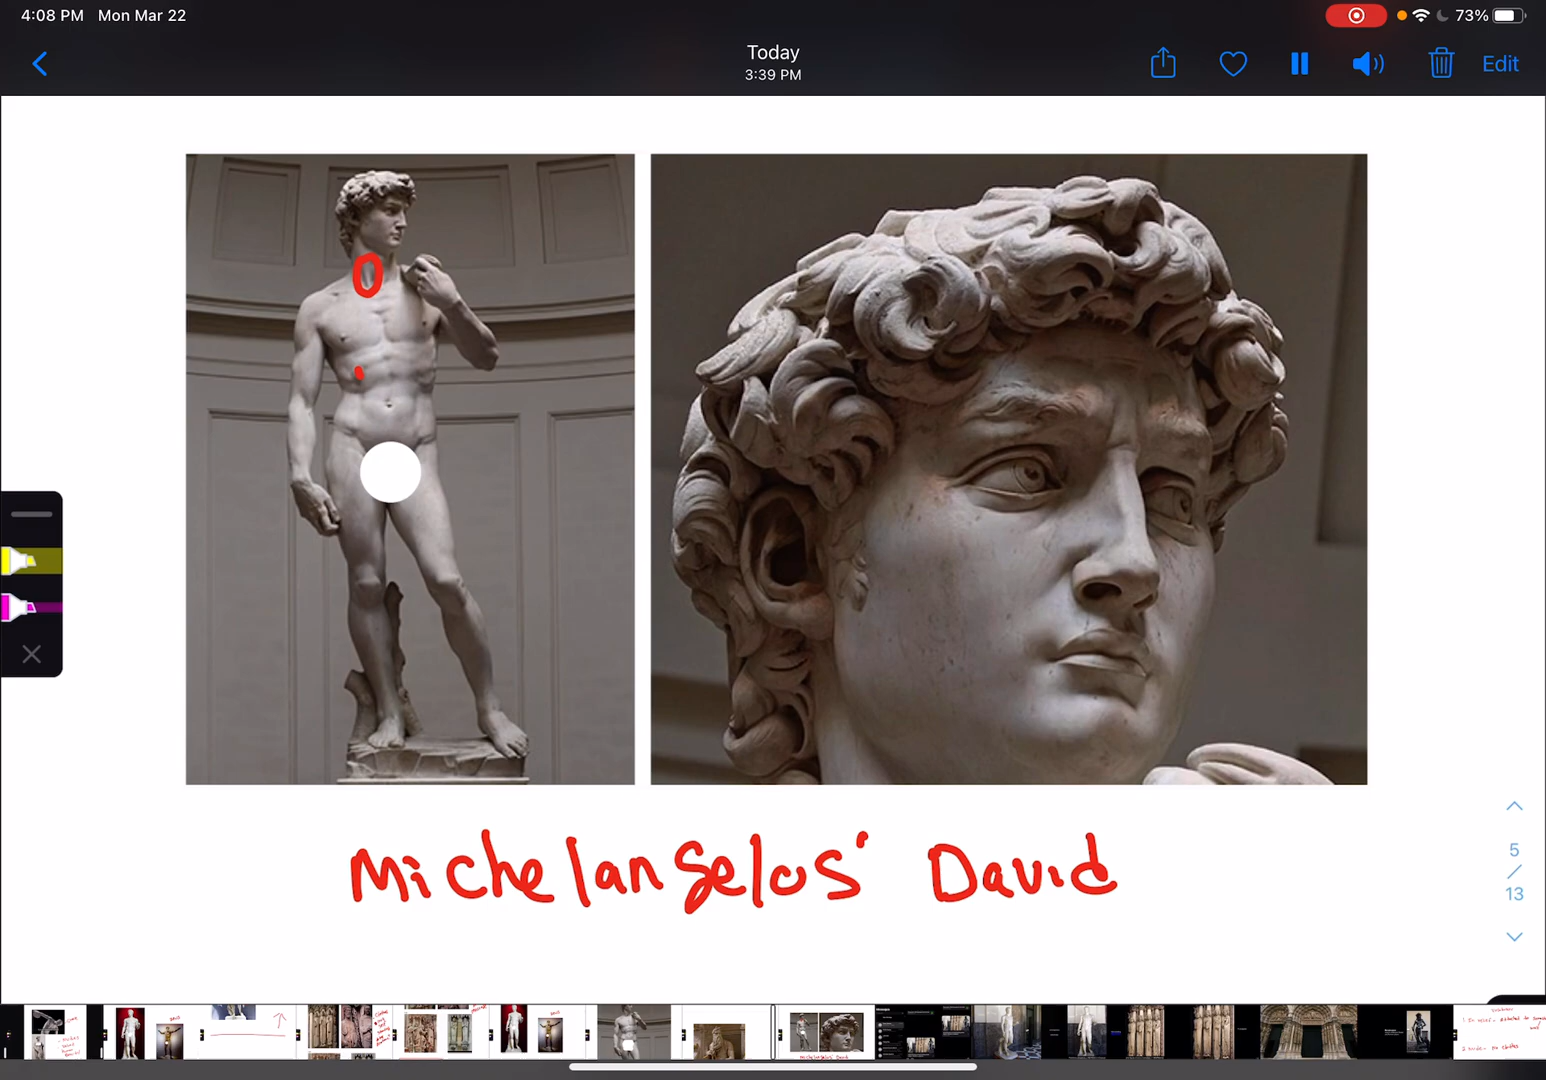 4:08 PM Mon Mar 22
73%
Today
3:39 PM
Edit
Michelangelos' David
5
/
13